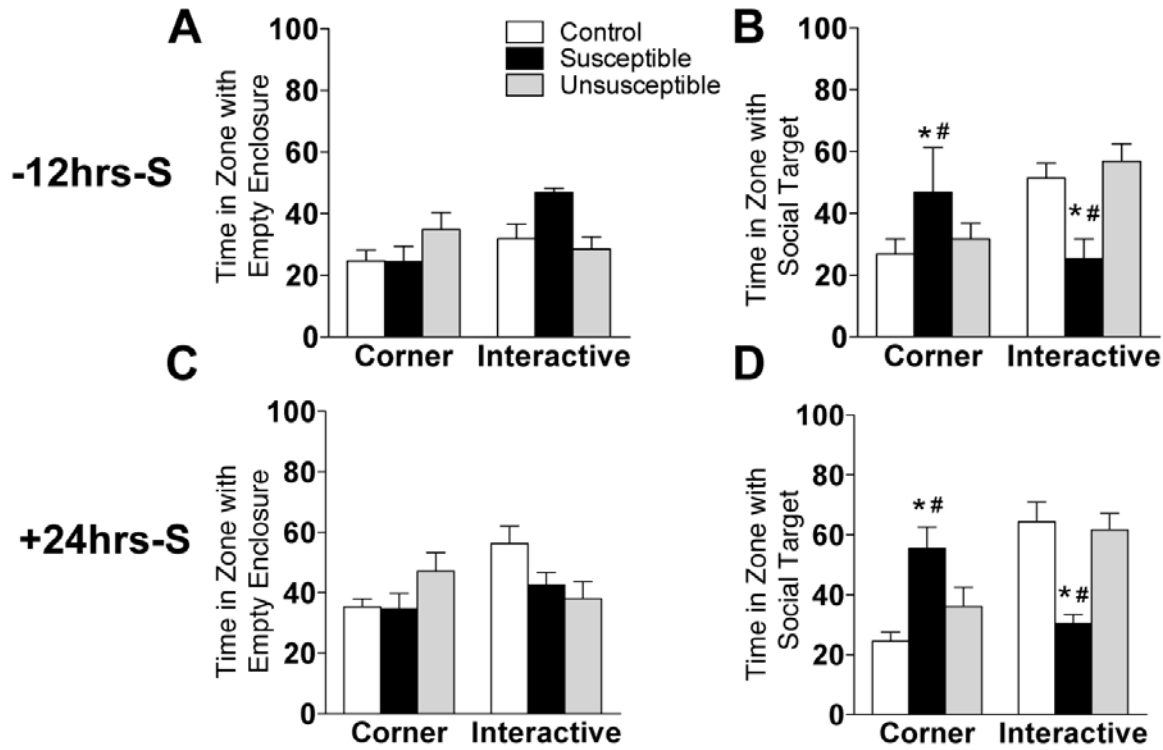 A
Control
Susceptible
Unsusceptible
-12hrs-S
Time in Zone with
Empty Enclosure
100
80
60
40
20
0
Corner Interactive
B
Time in Zone with
Social Target
100
80
60
40
20
0
*#
*#
Corner Interactive
C
+24hrs-S
Time in Zone with
Empty Enclosure
100
80
60
40
20
0
Corner Interactive
D
Time in Zone with
Social Target
100
80
60
40
20
0
*#
*#
Corner Interactive